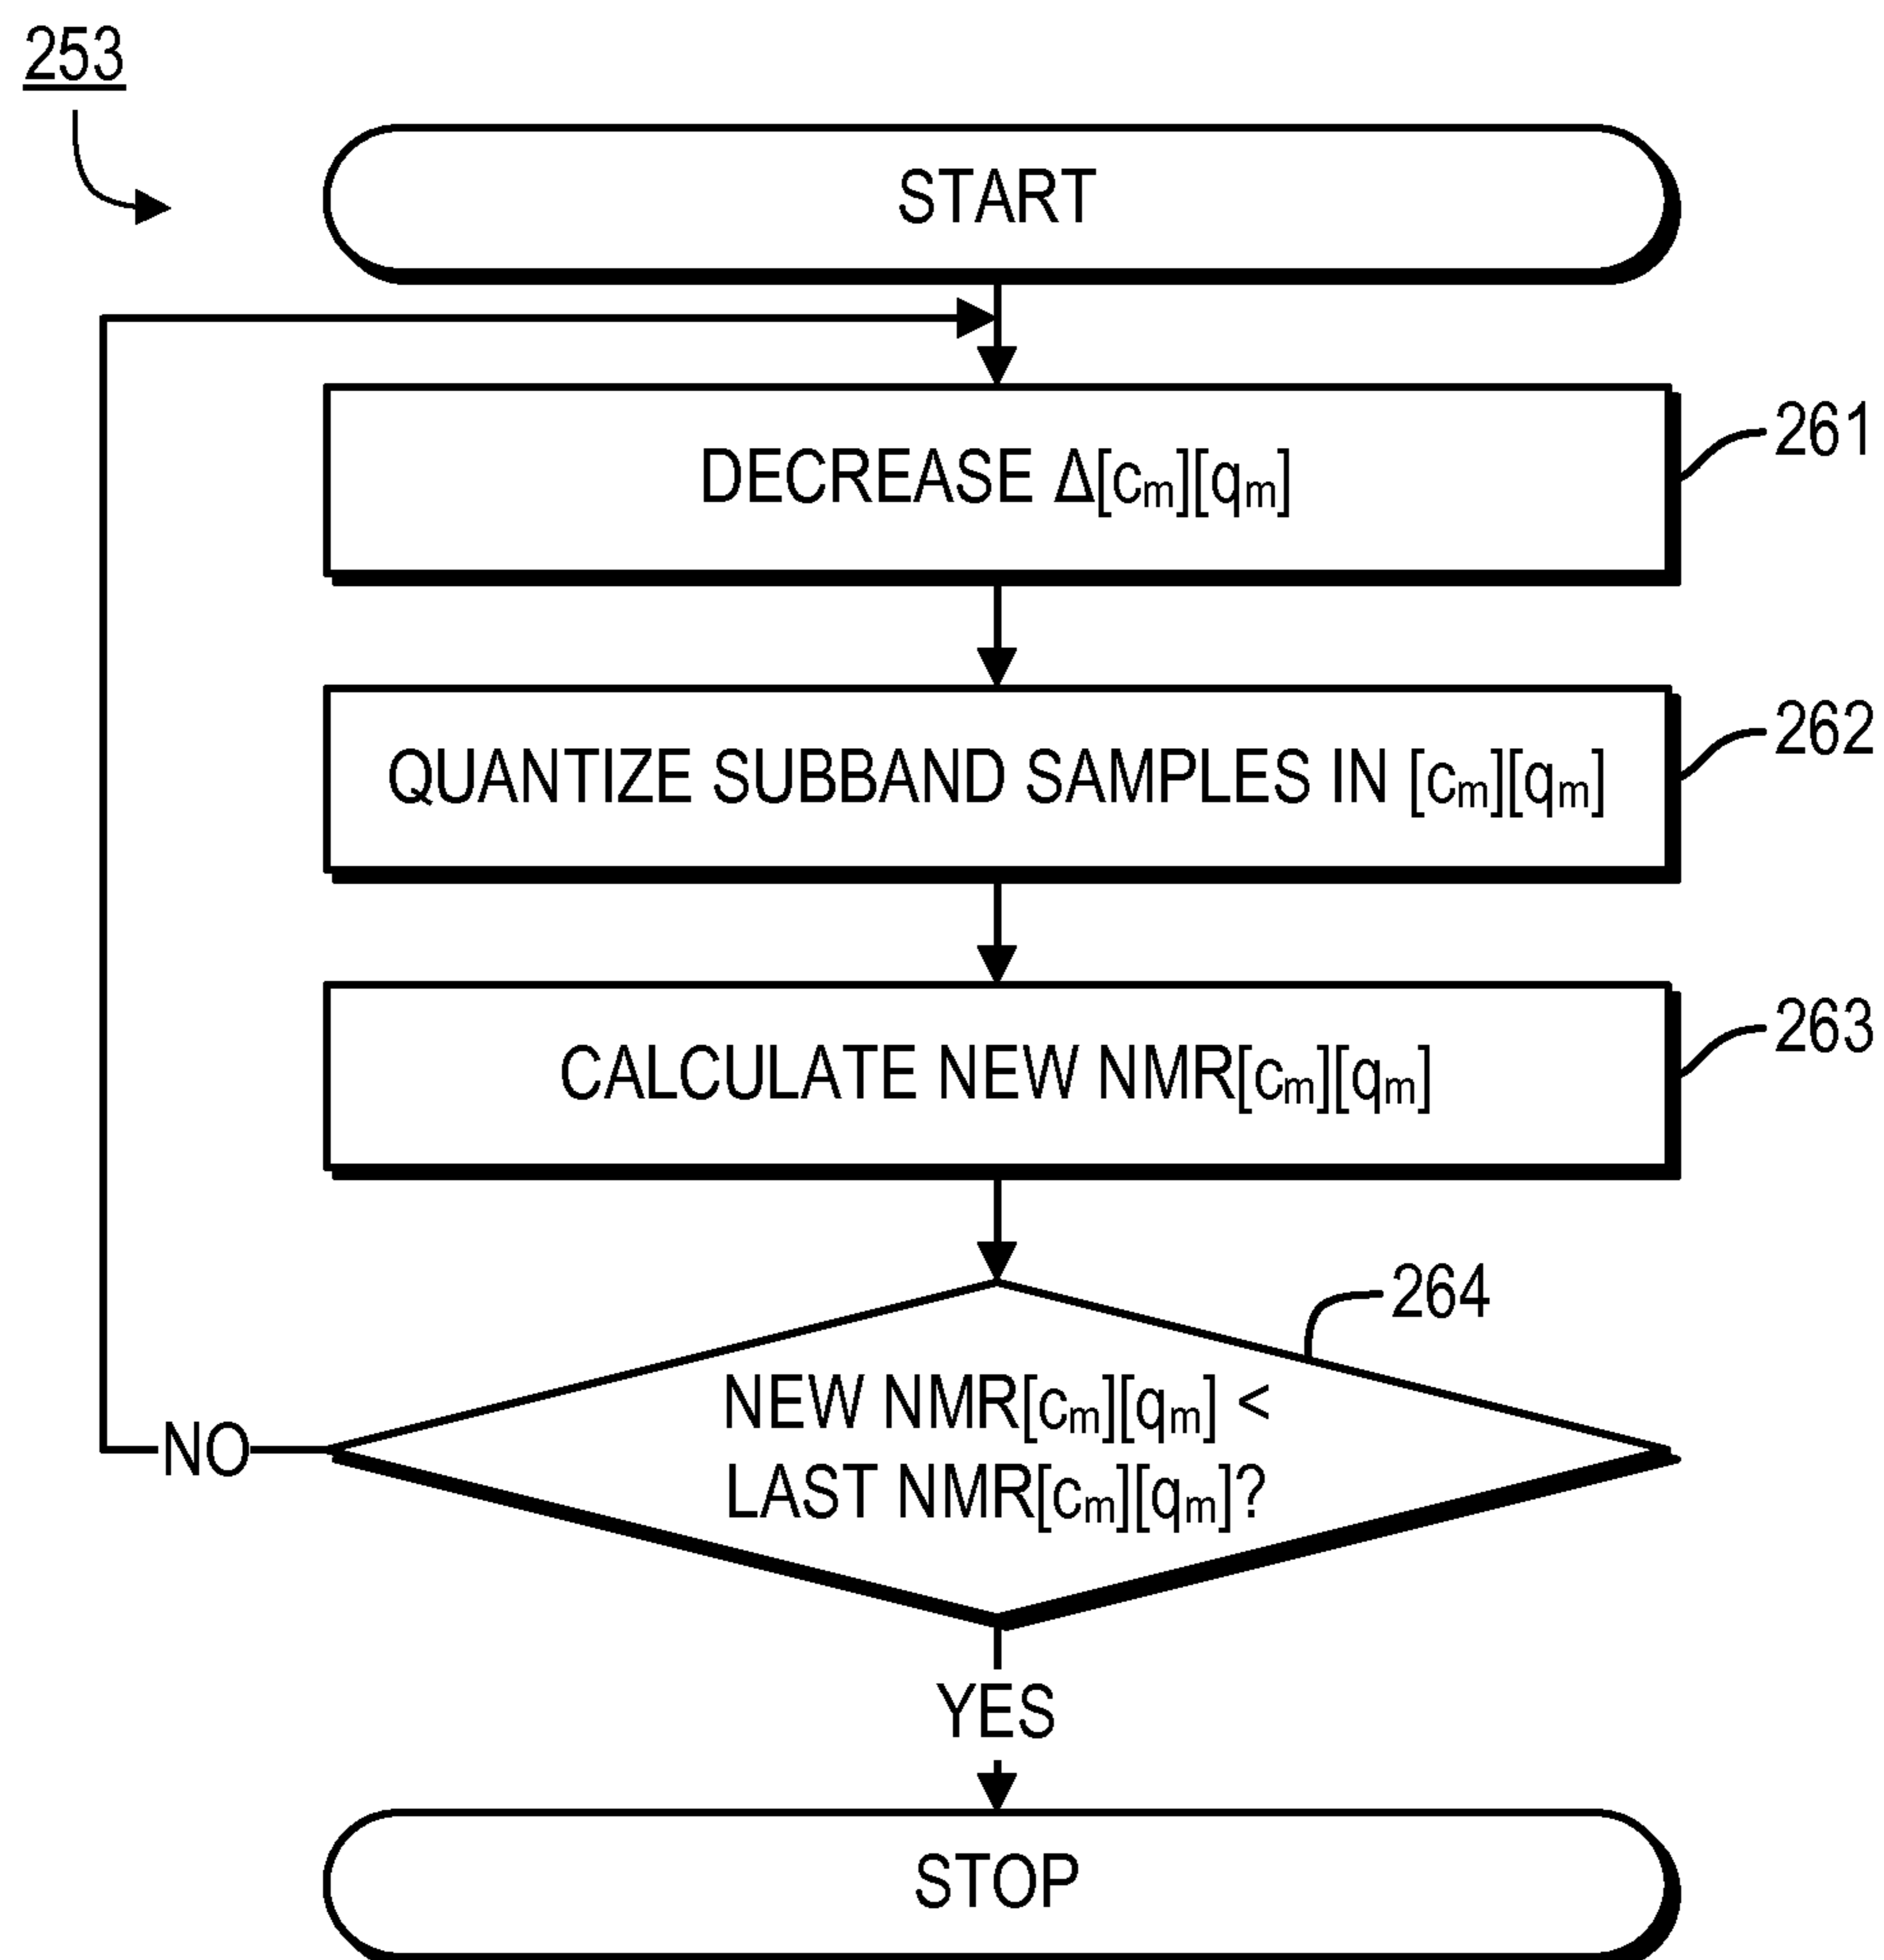 253
START
DECREASE Δ[cm][qm]
261
QUANTIZE SUBBAND SAMPLES IN [cm][qm]
262
CALCULATE NEW NMR[cm][qm]
263
264
NEW NMR[cm][qm] <
LAST NMR[cm][qm]?
NO
YES
STOP